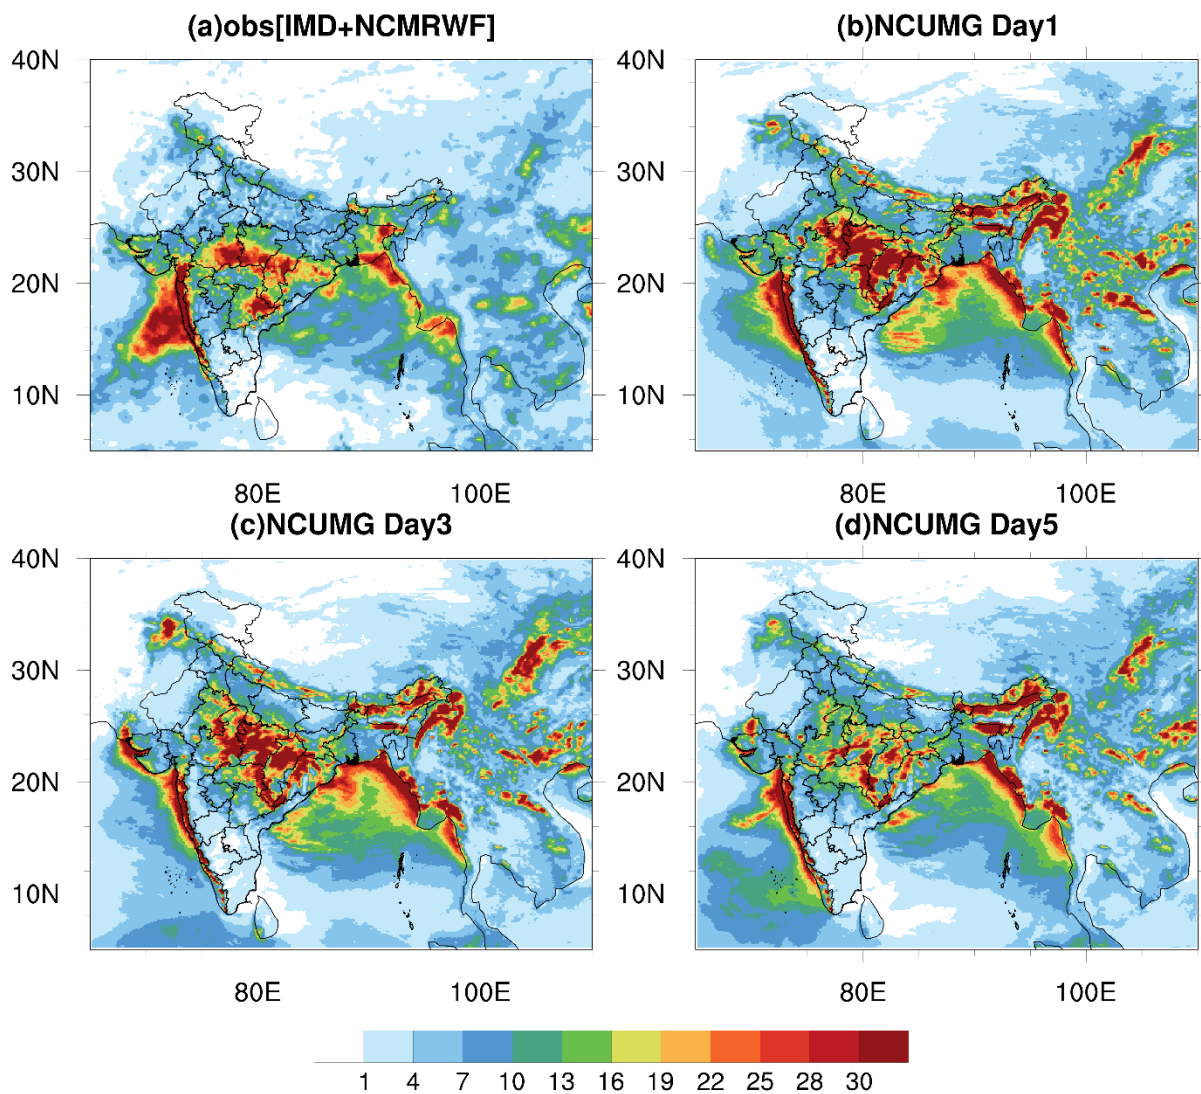 (a)obs[IMD+NCMRWF]
(b)NCUMG Day1
40N
30N
20N
10N
40N
30N
20N
10N
80E
100E
80E
100E
(c)NCUMG Day3
(d)NCUMG Day5
40N
30N
20N
10N
40N
30N
20N
10N
80E
100E
80E
100E
1 4 7 10 13 16 19 22 25 28 30